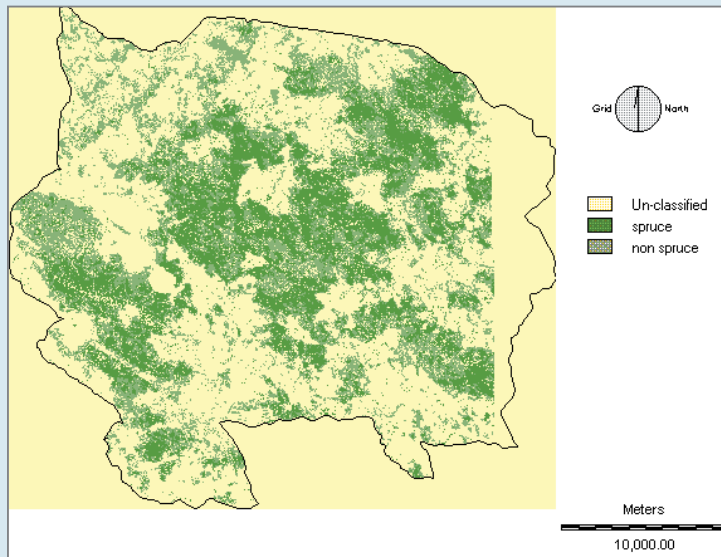 Grid North
Un-classified
spruce
non spruce
Meters
10,000.00